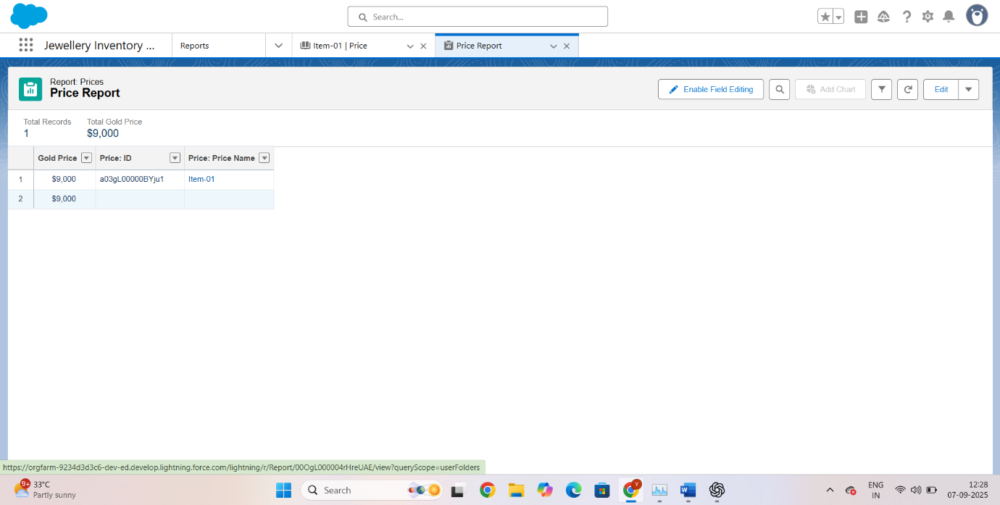 Search...
Jewellery Inventory ...
Reports
Item-01 | Price
Price Report
Report: Prices
Price Report
Enable Field Editing
Add Chart
Edit
Total Records
Total Gold Price
1
$9,000
Gold Price
Price: ID
Price: Price Name
1
$9,000
a03gL00000BYju1
Item-01
2
$9,000
https://orgfarm-9234d3d3c6-dev-ed.develop.lightning.force.com/lightning/r/Report/00OgL000004rHreUAE/view?queryScope=userFolders
9+
33°C
Partly sunny
Search
Y
W
ENG
IN
12:28
07-09-2025